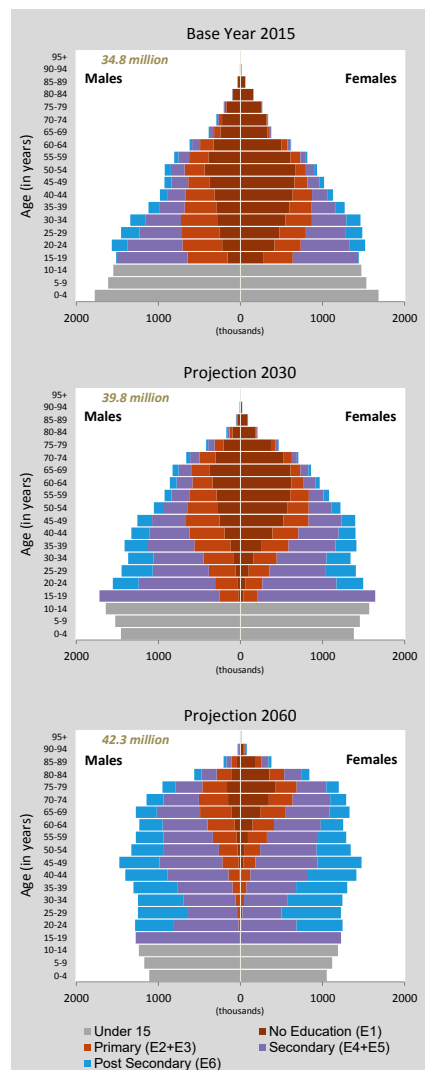 Base Year 2015
34.8 million
Males
Females
Age (in years)
95+
90-94
85-89
80-84
75-79
70-74
65-69
60-64
55-59
50-54
45-49
40-44
35-39
30-34
25-29
20-24
15-19
10-14
5-9
0-4
2000 1000 0 1000 2000
(thousands)
Projection 2030
39.8 million
Males
Females
Age (in years)
95+
90-94
85-89
80-84
75-79
70-74
65-69
60-64
55-59
50-54
45-49
40-44
35-39
30-34
25-29
20-24
15-19
10-14
5-9
0-4
2000 1000 0 1000 2000
(thousands)
Projection 2060
42.3 million
Males
Females
Age (in years)
95+
90-94
85-89
80-84
75-79
70-74
65-69
60-64
55-59
50-54
45-49
40-44
35-39
30-34
25-29
20-24
15-19
10-14
5-9
0-4
2000 1000 0 1000 2000
(thousands)
Under 15 No Education (E1)
Primary (E2+E3) Secondary (E4+E5)
Post Secondary (E6)